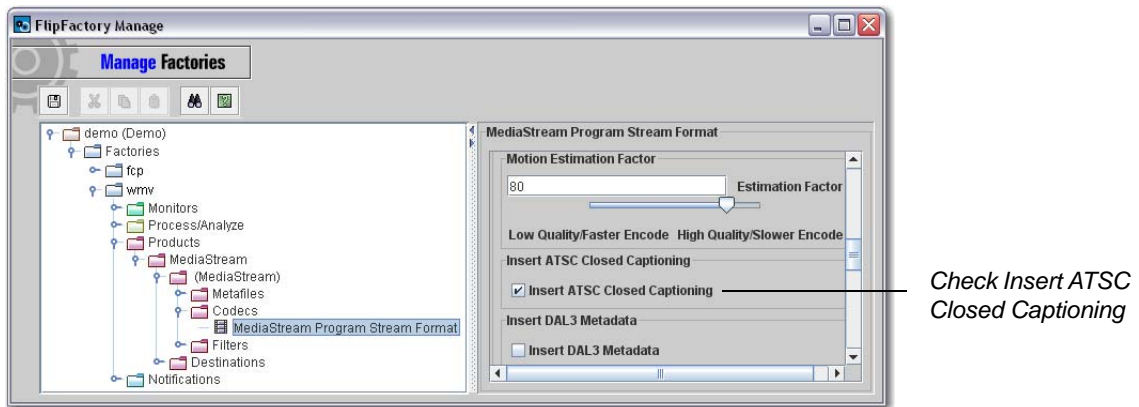 FlipFactory Manage
Manage Factories
demo (Demo)
Factories
fcp
wmv
Monitors
Process/Analyze
Products
MediaStream
(MediaStream)
Metafiles
Codecs
MediaStream Program Stream Format
Filters
Destinations
Notifications
MediaStream Program Stream Format
Motion Estimation Factor
80 Estimation Factor
Low Quality/Faster Encode High Quality/Slower Encode
Insert ATSC Closed Captioning
Insert ATSC Closed Captioning
Insert DAL3 Metadata
Insert DAL3 Metadata
Check Insert ATSC
Closed Captioning